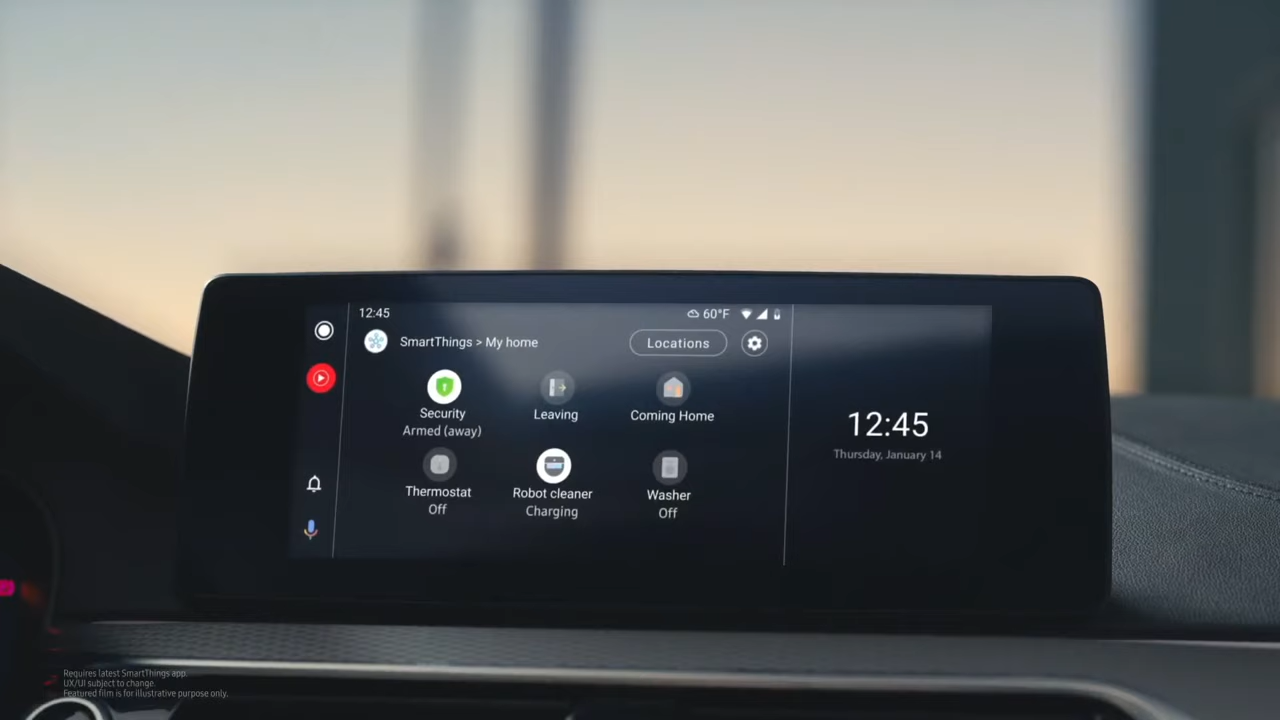 12:45
60°F
SmartThings > My home
Locations
Security
Armed (away)
Leaving
Coming Home
Thermostat
Off
Robot cleaner
Charging
Washer
Off
12:45
Thursday, January 14
Requires latest SmartThings app.
UX/UI subject to change.
Featured film is for illustrative purpose only.